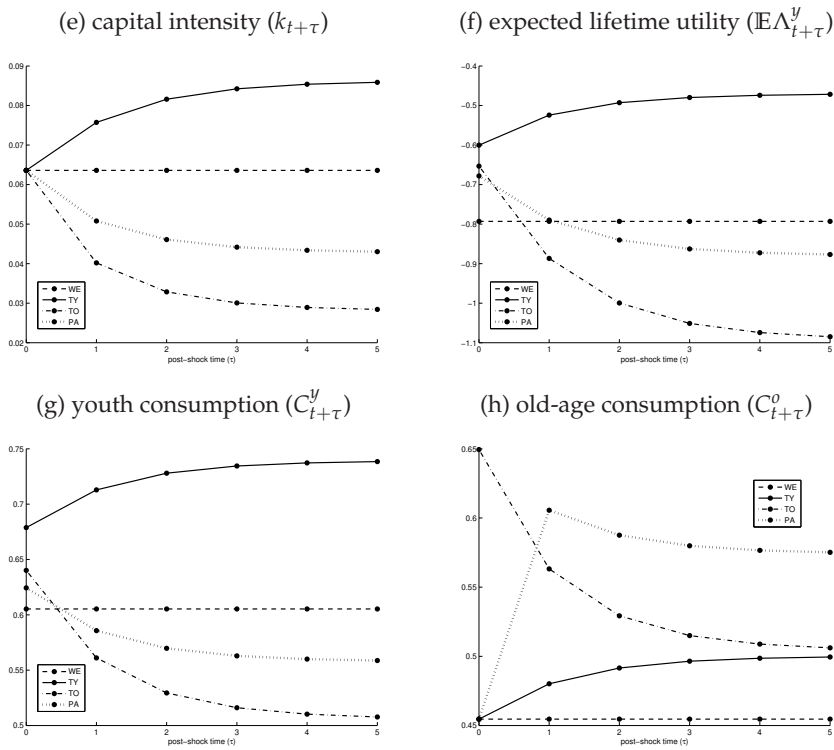 (e) capital intensity (k_{t+τ})
0.09
0.08
0.07
0.06
0.05
0.04
0.03
0.02
WE
TY
TO
PA
0 1 2 3 4 5
post-shock time (τ)
(f) expected lifetime utility (𝔼Λ^y_{t+τ})
−0.4
−0.5
−0.6
−0.7
−0.8
−0.9
−1
−1.1
WE
TY
TO
PA
0 1 2 3 4 5
post-shock time (τ)
(g) youth consumption (C^y_{t+τ})
0.75
0.7
0.65
0.6
0.55
0.5
WE
TY
TO
PA
0 1 2 3 4 5
post-shock time (τ)
(h) old-age consumption (C^o_{t+τ})
0.65
0.6
0.55
0.5
0.45
WE
TY
TO
PA
0 1 2 3 4 5
post-shock time (τ)